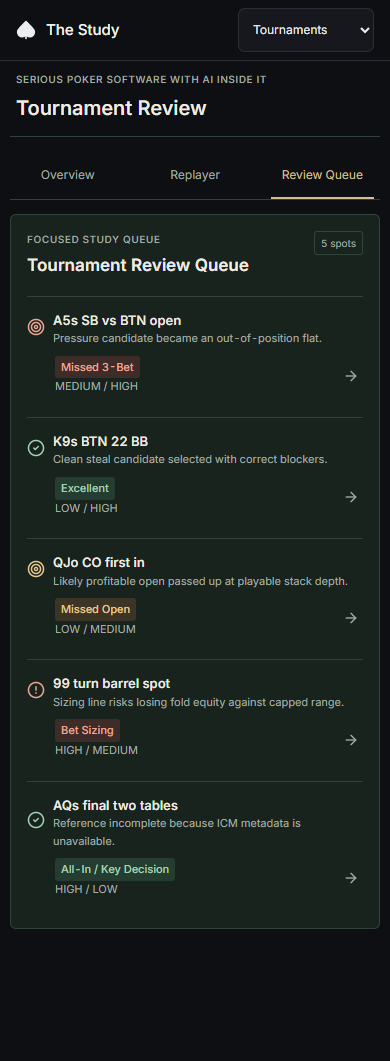 The Study
Tournaments
SERIOUS POKER SOFTWARE WITH AI INSIDE IT
Tournament Review
Overview
Replayer
Review Queue
FOCUSED STUDY QUEUE
5 spots
Tournament Review Queue
A5s SB vs BTN open
Pressure candidate became an out-of-position flat.
Missed 3-Bet
MEDIUM / HIGH
K9s BTN 22 BB
Clean steal candidate selected with correct blockers.
Excellent
LOW / HIGH
QJo CO first in
Likely profitable open passed up at playable stack depth.
Missed Open
LOW / MEDIUM
99 turn barrel spot
Sizing line risks losing fold equity against capped range.
Bet Sizing
HIGH / MEDIUM
AQs final two tables
Reference incomplete because ICM metadata is
unavailable.
All-In / Key Decision
HIGH / LOW